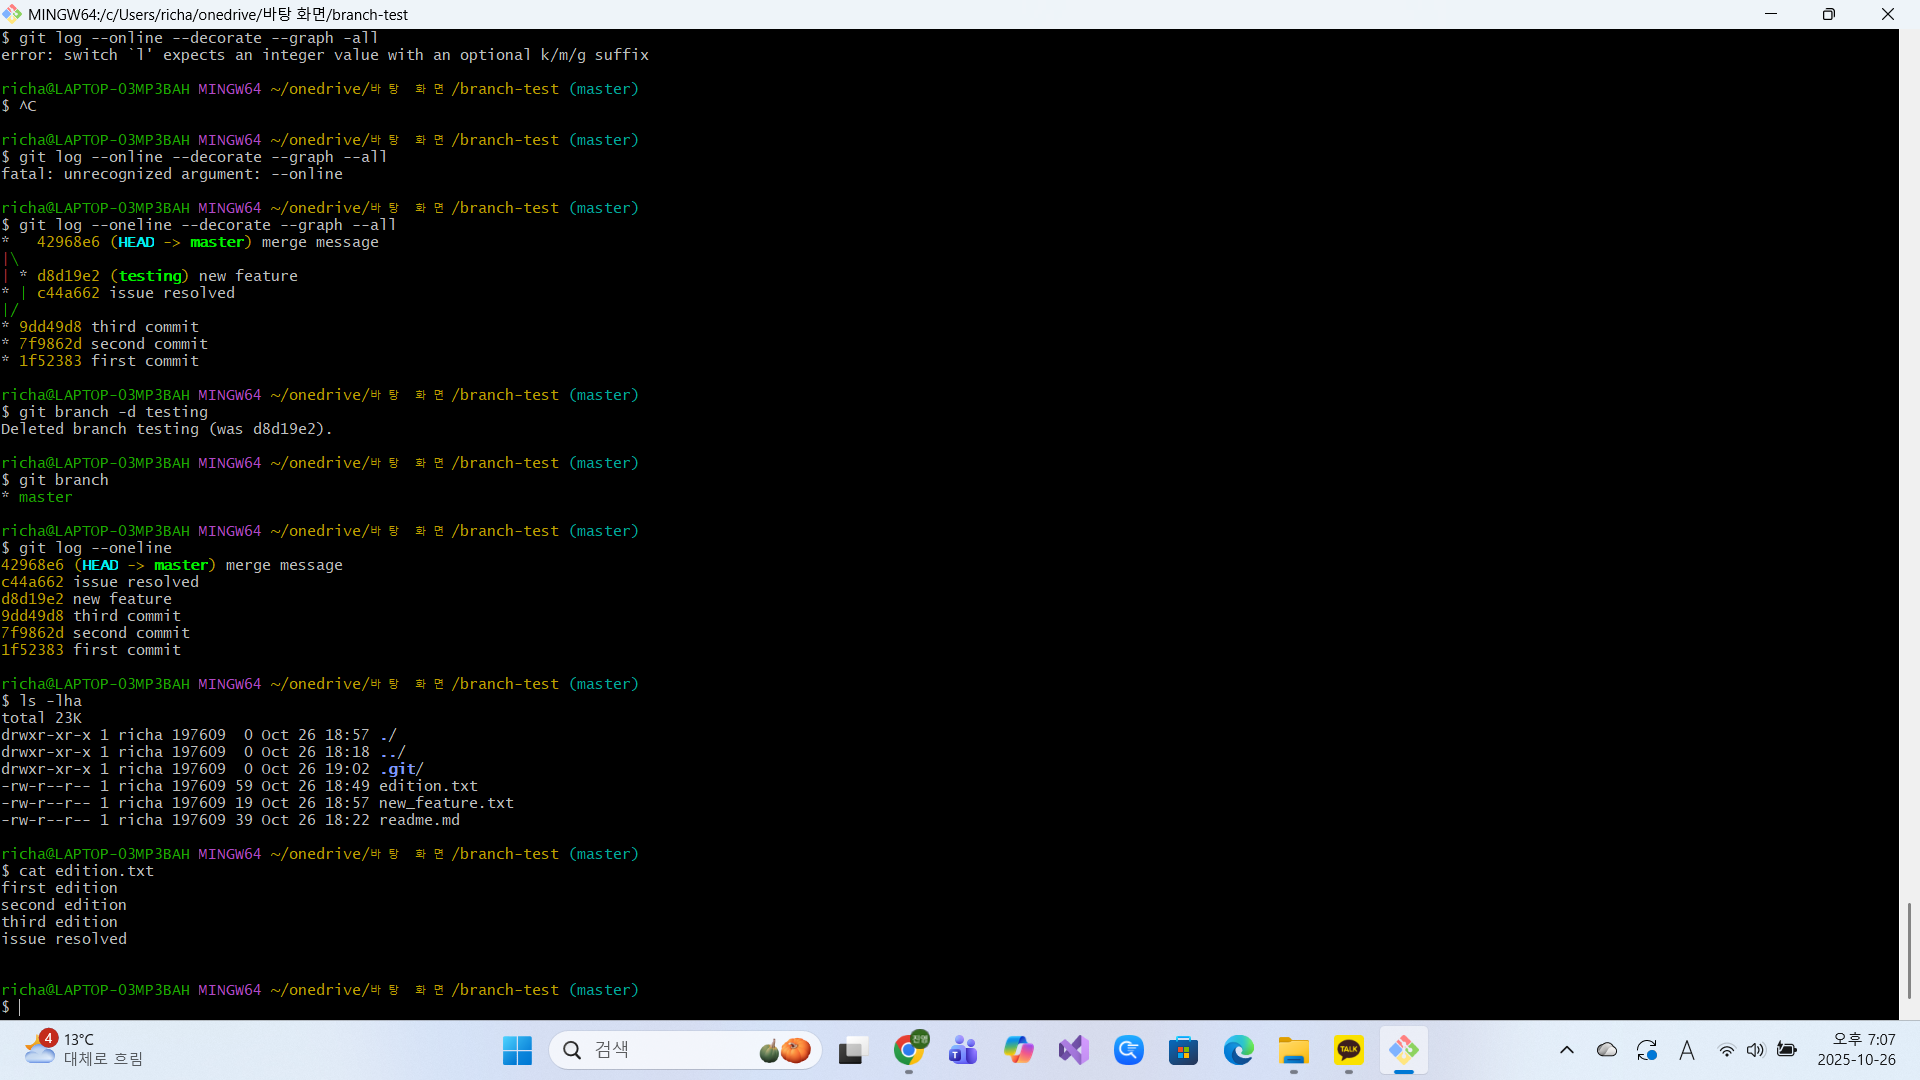 MINGW64:/c/Users/richa/onedrive/바탕 화면/branch-test
$ git log --online --decorate --graph -all
error: switch `l' expects an integer value with an optional k/m/g suffix
richa@LAPTOP-O3MP3BAH MINGW64 ~/onedrive/바탕 화면/branch-test (master)
$ ^C
richa@LAPTOP-O3MP3BAH MINGW64 ~/onedrive/바탕 화면/branch-test (master)
$ git log --online --decorate --graph --all
fatal: unrecognized argument: --online
richa@LAPTOP-O3MP3BAH MINGW64 ~/onedrive/바탕 화면/branch-test (master)
$ git log --oneline --decorate --graph --all
*   42968e6 (HEAD -> master) merge message
|\
| * d8d19e2 (testing) new feature
* | c44a662 issue resolved
|/
* 9dd49d8 third commit
* 7f9862d second commit
* 1f52383 first commit
richa@LAPTOP-O3MP3BAH MINGW64 ~/onedrive/바탕 화면/branch-test (master)
$ git branch -d testing
Deleted branch testing (was d8d19e2).
richa@LAPTOP-O3MP3BAH MINGW64 ~/onedrive/바탕 화면/branch-test (master)
$ git branch
* master
richa@LAPTOP-O3MP3BAH MINGW64 ~/onedrive/바탕 화면/branch-test (master)
$ git log --oneline
42968e6 (HEAD -> master) merge message
c44a662 issue resolved
d8d19e2 new feature
9dd49d8 third commit
7f9862d second commit
1f52383 first commit
richa@LAPTOP-O3MP3BAH MINGW64 ~/onedrive/바탕 화면/branch-test (master)
$ ls -lha
total 23K
drwxr-xr-x 1 richa 197609  0 Oct 26 18:57 ./
drwxr-xr-x 1 richa 197609  0 Oct 26 18:18 ../
drwxr-xr-x 1 richa 197609  0 Oct 26 19:02 .git/
-rw-r--r-- 1 richa 197609 59 Oct 26 18:49 edition.txt
-rw-r--r-- 1 richa 197609 19 Oct 26 18:57 new_feature.txt
-rw-r--r-- 1 richa 197609 39 Oct 26 18:22 readme.md
richa@LAPTOP-O3MP3BAH MINGW64 ~/onedrive/바탕 화면/branch-test (master)
$ cat edition.txt
first edition
second edition
third edition
issue resolved
richa@LAPTOP-O3MP3BAH MINGW64 ~/onedrive/바탕 화면/branch-test (master)
$
4
13°C
대체로 흐림
검색
진영
T
TALK
A
오후 7:07
2025-10-26